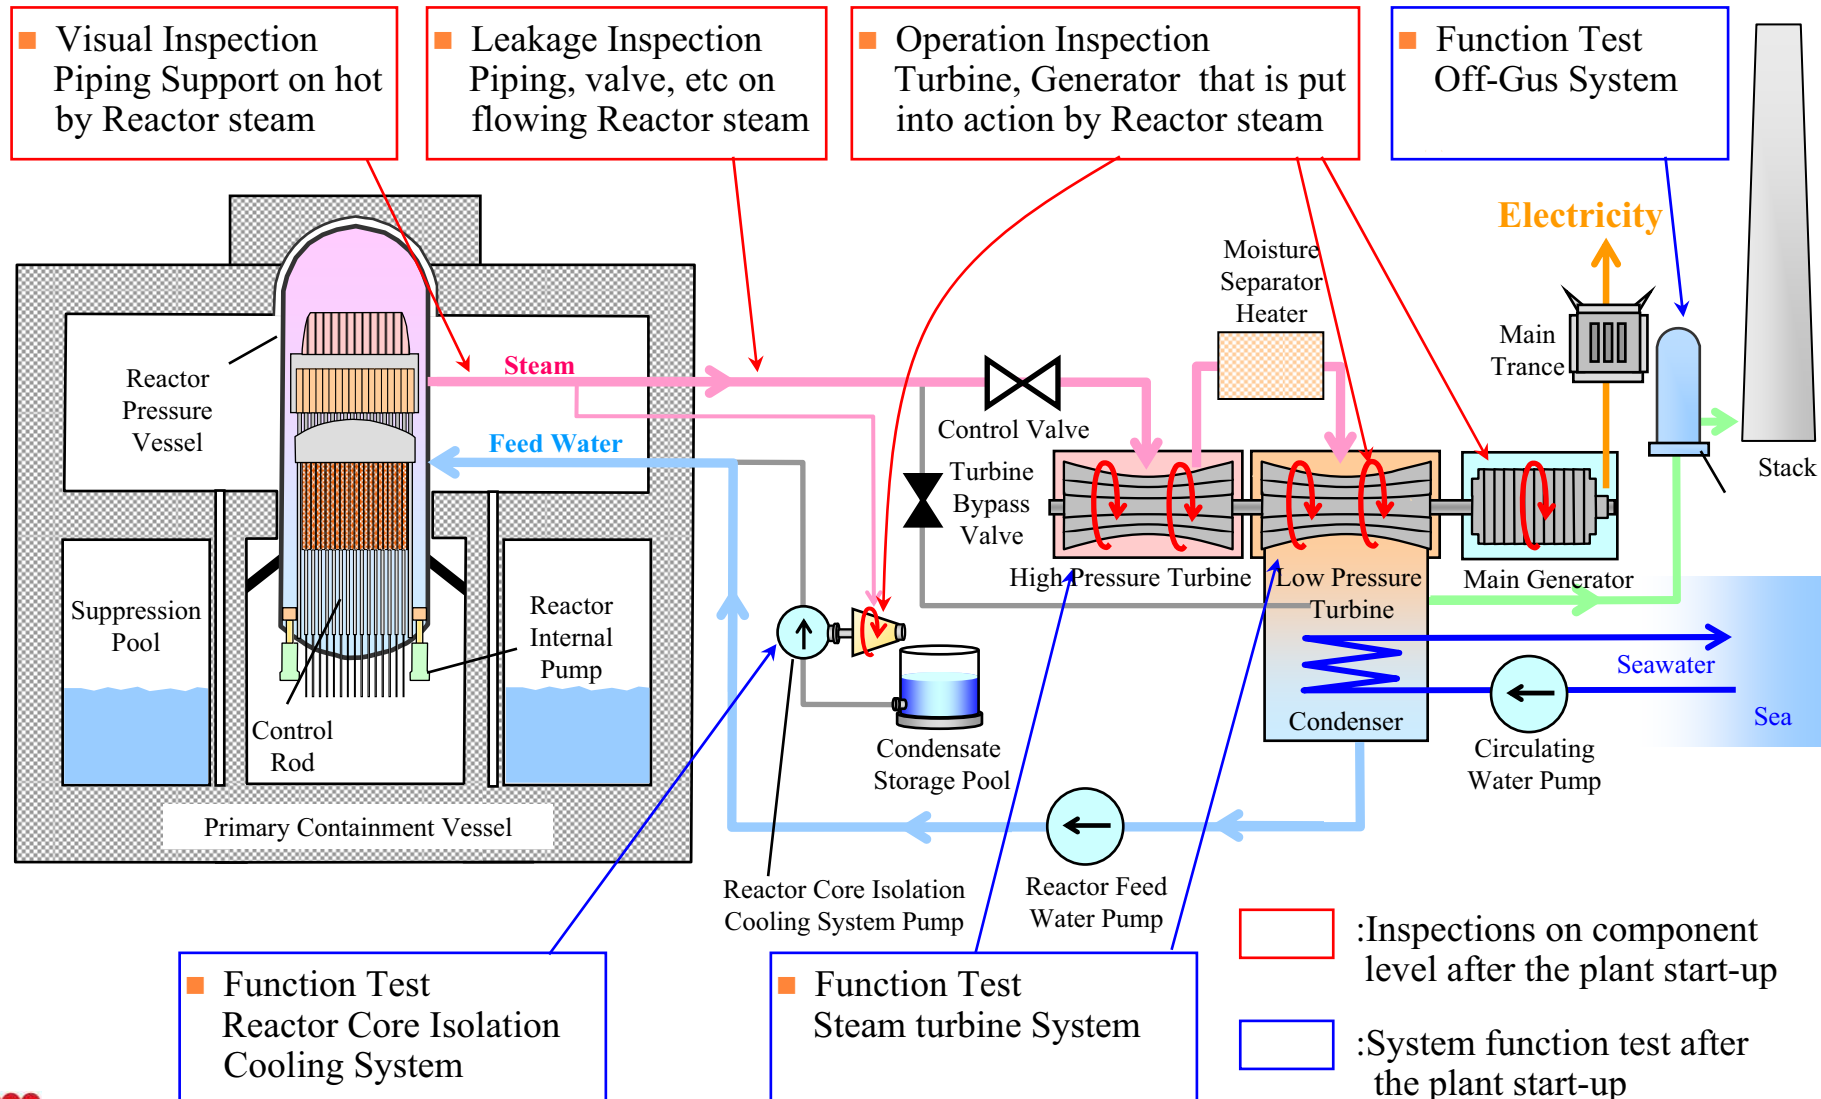 Visual Inspection
Piping Support on hot
by Reactor steam
Leakage Inspection
Piping, valve, etc on
flowing Reactor steam
Operation Inspection
Turbine, Generator that is put
into action by Reactor steam
Function Test
Off-Gus System
Electricity
Moisture
Separator
Heater
Main
Trance
Stack
Reactor
Pressure
Vessel
Steam
Feed Water
Control Valve
Turbine
Bypass
Valve
High Pressure Turbine
Low Pressure
Turbine
Main Generator
Suppression
Pool
Reactor
Internal
Pump
Control
Rod
Condensate
Storage Pool
Condenser
Seawater
Sea
Circulating
Water Pump
Primary Containment Vessel
Reactor Core Isolation
Cooling System Pump
Reactor Feed
Water Pump
Function Test
Reactor Core Isolation
Cooling System
Function Test
Steam turbine System
:Inspections on component
level after the plant start-up
:System function test after
the plant start-up